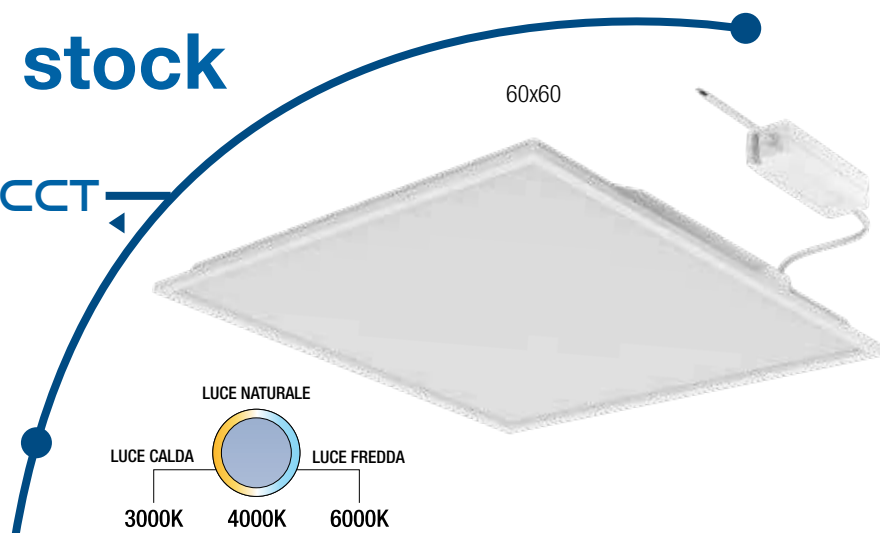 stock
60x60
CCT
LUCE NATURALE
LUCE CALDA
LUCE FREDDA
3000K
4000K
6000K